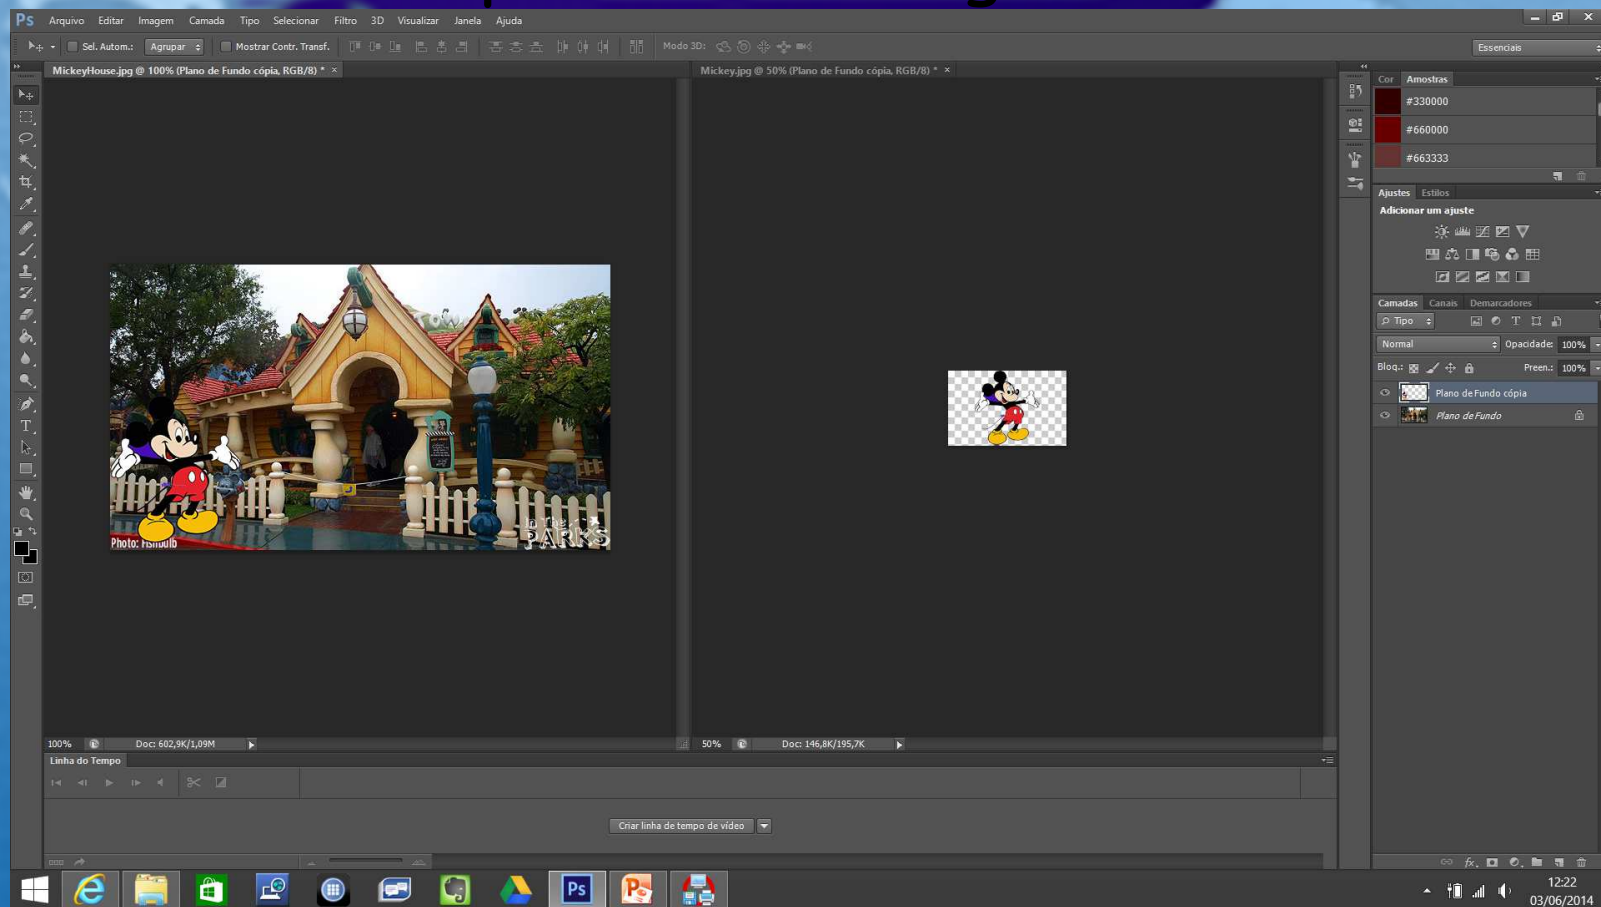 Ps Arquivo Editar Imagem Camada Tipo Selecionar Filtro 3D Visualizar Janela Ajuda
Sel. Autom.: Agrupar Mostrar Contr. Transf. Modo 3D: Essenciais
MickeyHouse.jpg @ 100% (Plano de Fundo cópia, RGB/8) * × Mickey.jpg @ 50% (Plano de Fundo cópia, RGB/8) * ×
Cor Amostras
#330000
#660000
#663333
Ajustes Estilos
Adicionar um ajuste
Camadas Canais Demarcadores
Tipo
Normal Opacidade: 100%
Bloq.: Preen.: 100%
Plano de Fundo cópia
Plano de Fundo
In The
PARKS
Photo: Fishbulb
100% Doc: 602,9K/1,09M 50% Doc: 146,8K/195,7K
Linha do Tempo
Criar linha de tempo de vídeo
Ps
12:22
03/06/2014